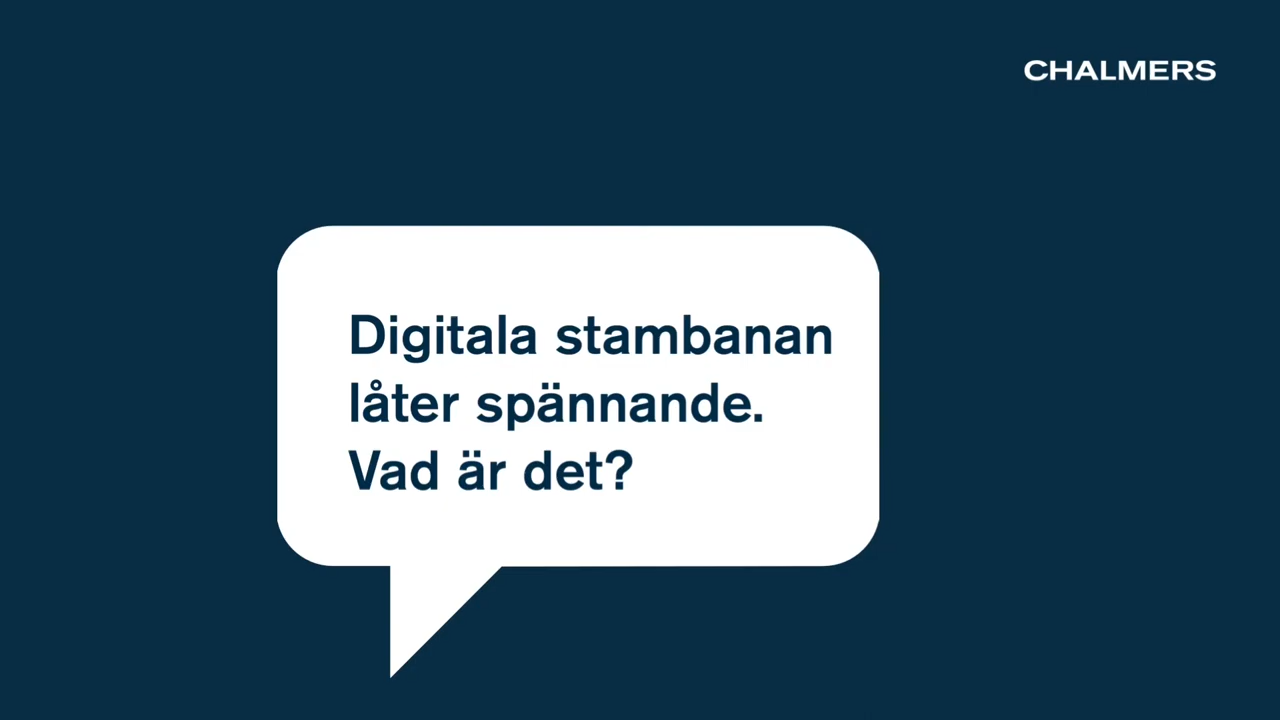 CHALMERS
Digitala stambanan
låter spännande.
Vad är det?